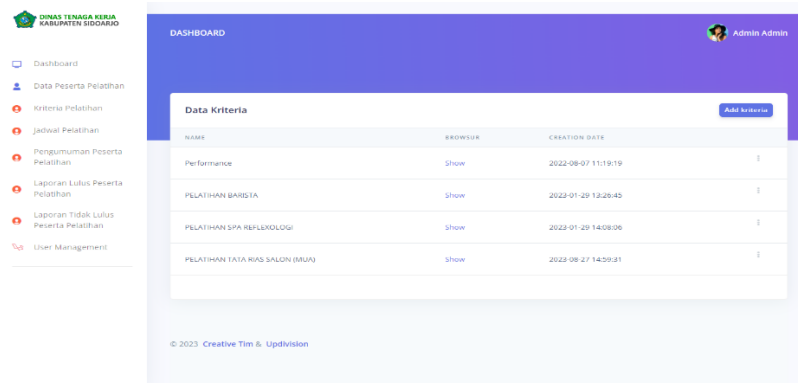 DINAS TENAGA KERJA
KABUPATEN SIDOARJO
Dashboard
Data Peserta Pelatihan
Kriteria Pelatihan
Jadwal Pelatihan
Pengumuman Peserta
Pelatihan
Laporan Lulus Peserta
Pelatihan
Laporan Tidak Lulus
Peserta Pelatihan
User Management
DASHBOARD
Admin Admin
Data Kriteria
Add kriteria
NAME BROWSUR CREATION DATE
Performance Show 2022-08-07 11:19:19
PELATIHAN BARISTA Show 2023-01-29 13:26:45
PELATIHAN SPA REFLEXOLOGI Show 2023-01-29 14:08:06
PELATIHAN TATA RIAS SALON (MUA) Show 2023-08-27 14:59:31
© 2023 Creative Tim & Updivision